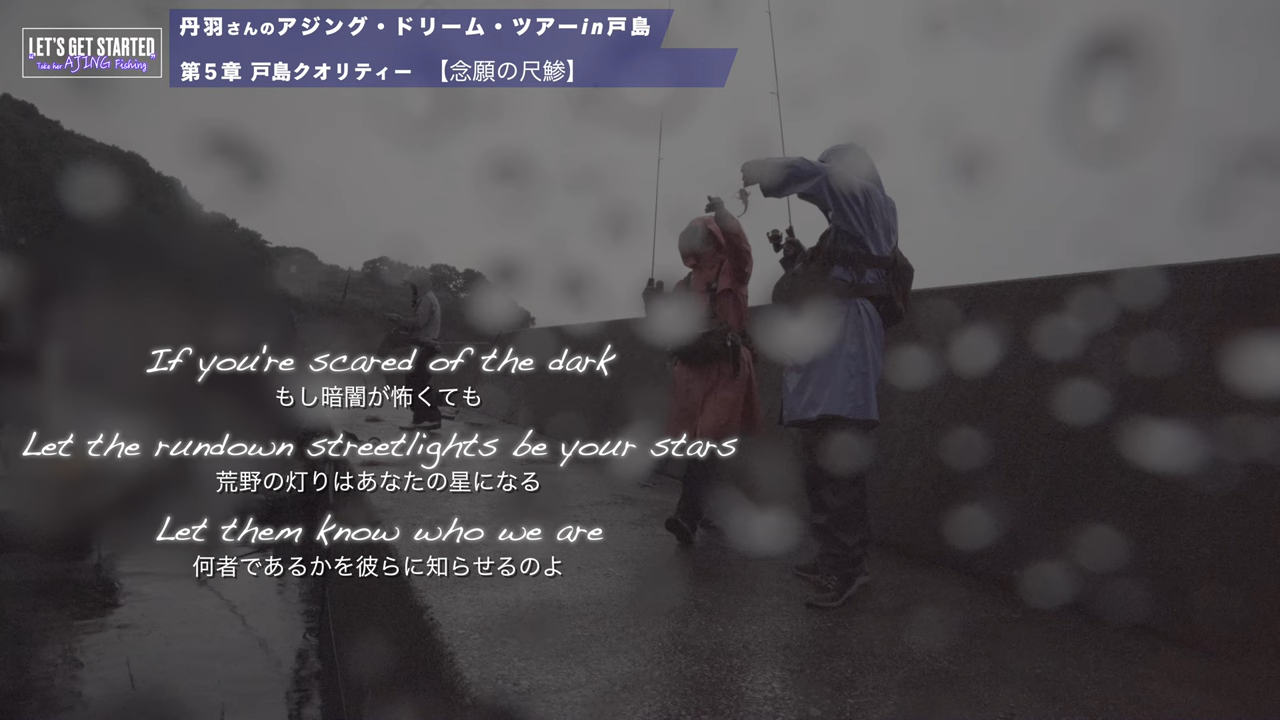 LET'S GET STARTED
"Take her AJING Fishing"
丹羽さんのアジング・ドリーム・ツアーin戸島
第5章 戸島クオリティー 【念願の尺鯵】
If you're scared of the dark
もし暗闇が怖くても
Let the rundown streetlights be your stars
荒野の灯りはあなたの星になる
Let them know who we are
何者であるかを彼らに知らせるのよ